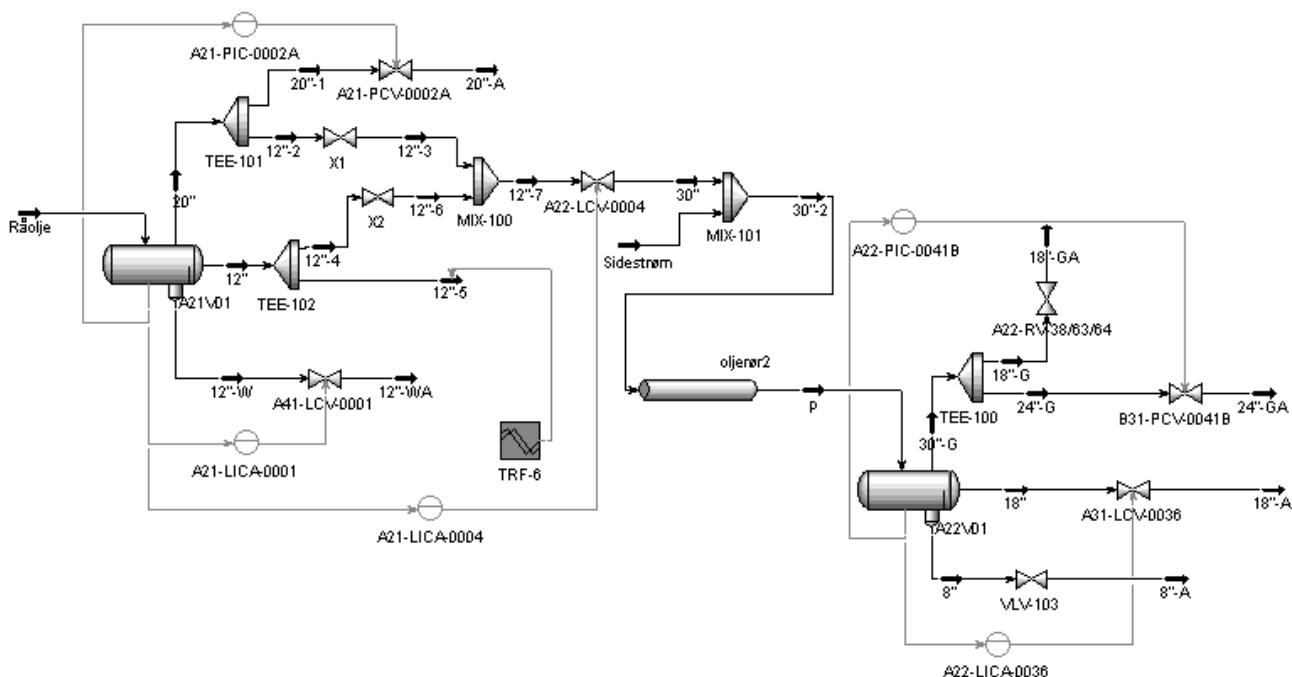 A21-PIC-0002A
20"-1
A21-PCV-0002A
20"-A
TEE-101
12"-2
X1
12"-3
20"
Råolje
12"-4
X2
12"-6
MIX-100
12"-7
A22-LCV-0004
30"
MIX-101
30"-2
Sidestrøm
A21V01
12"
TEE-102
12"-5
12"-W
A41-LCV-0001
12"-WA
A21-LICA-0001
TRF-6
A21-LICA-0004
oljerør2
P
A22-PIC-0041B
18"-GA
A22-RV-38/63/64
18"-G
TEE-100
24"-G
B31-PCV-0041B
24"-GA
30"-G
A22V01
18"
A31-LCV-0036
18"-A
8"
VLV-103
8"-A
A22-LICA-0036